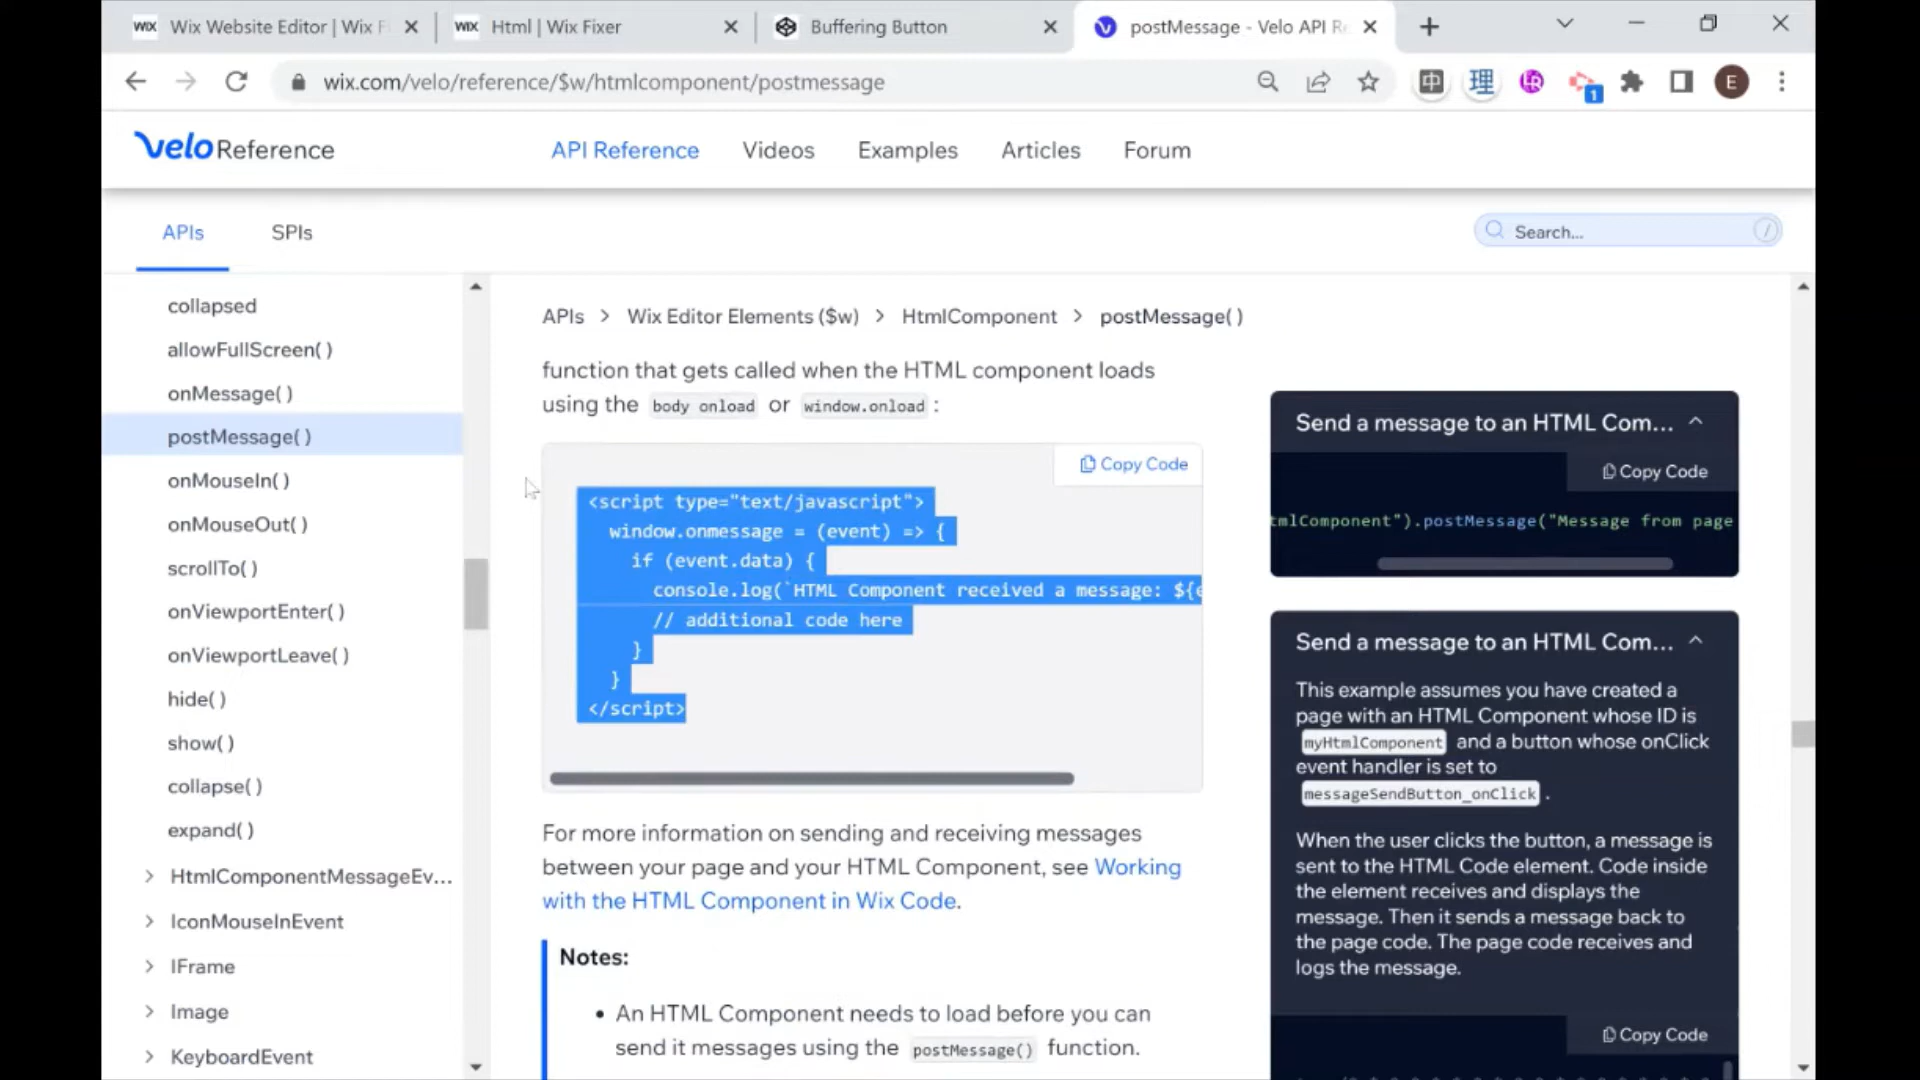 WIX Wix Website Editor | Wix Fi
WIX Html | Wix Fixer
Buffering Button
postMessage - Velo API Re
wix.com/velo/reference/$w/htmlcomponent/postmessage
中
理
1
E
velo Reference
API Reference
Videos
Examples
Articles
Forum
APIs
SPIs
Search...
/
collapsed
allowFullScreen( )
onMessage( )
postMessage( )
onMouseIn( )
onMouseOut( )
scrollTo( )
onViewportEnter( )
onViewportLeave( )
hide( )
show( )
collapse( )
expand( )
HtmlComponentMessageEv...
IconMouseInEvent
IFrame
Image
KeyboardEvent
APIs > Wix Editor Elements ($w) > HtmlComponent > postMessage( )
function that gets called when the HTML component loads
using the body onload or window.onload :
Copy Code
<script type="text/javascript">
window.onmessage = (event) => {
if (event.data) {
console.log(`HTML Component received a message: ${e
// additional code here
}
}
</script>
For more information on sending and receiving messages
between your page and your HTML Component, see Working
with the HTML Component in Wix Code.
Notes:
• An HTML Component needs to load before you can
send it messages using the postMessage() function.
Send a message to an HTML Com...
Copy Code
tmlComponent").postMessage("Message from page
Send a message to an HTML Com...
This example assumes you have created a
page with an HTML Component whose ID is
myHtmlComponent and a button whose onClick
event handler is set to
messageSendButton_onClick .
When the user clicks the button, a message is
sent to the HTML Code element. Code inside
the element receives and displays the
message. Then it sends a message back to
the page code. The page code receives and
logs the message.
Copy Code